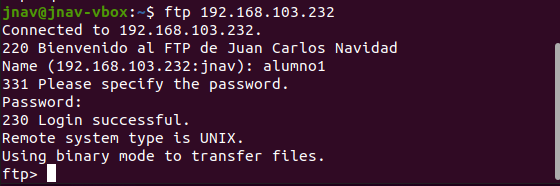 jnav@jnav-vbox:~$ ftp 192.168.103.232
Connected to 192.168.103.232.
220 Bienvenido al FTP de Juan Carlos Navidad
Name (192.168.103.232:jnav): alumno1
331 Please specify the password.
Password:
230 Login successful.
Remote system type is UNIX.
Using binary mode to transfer files.
ftp>